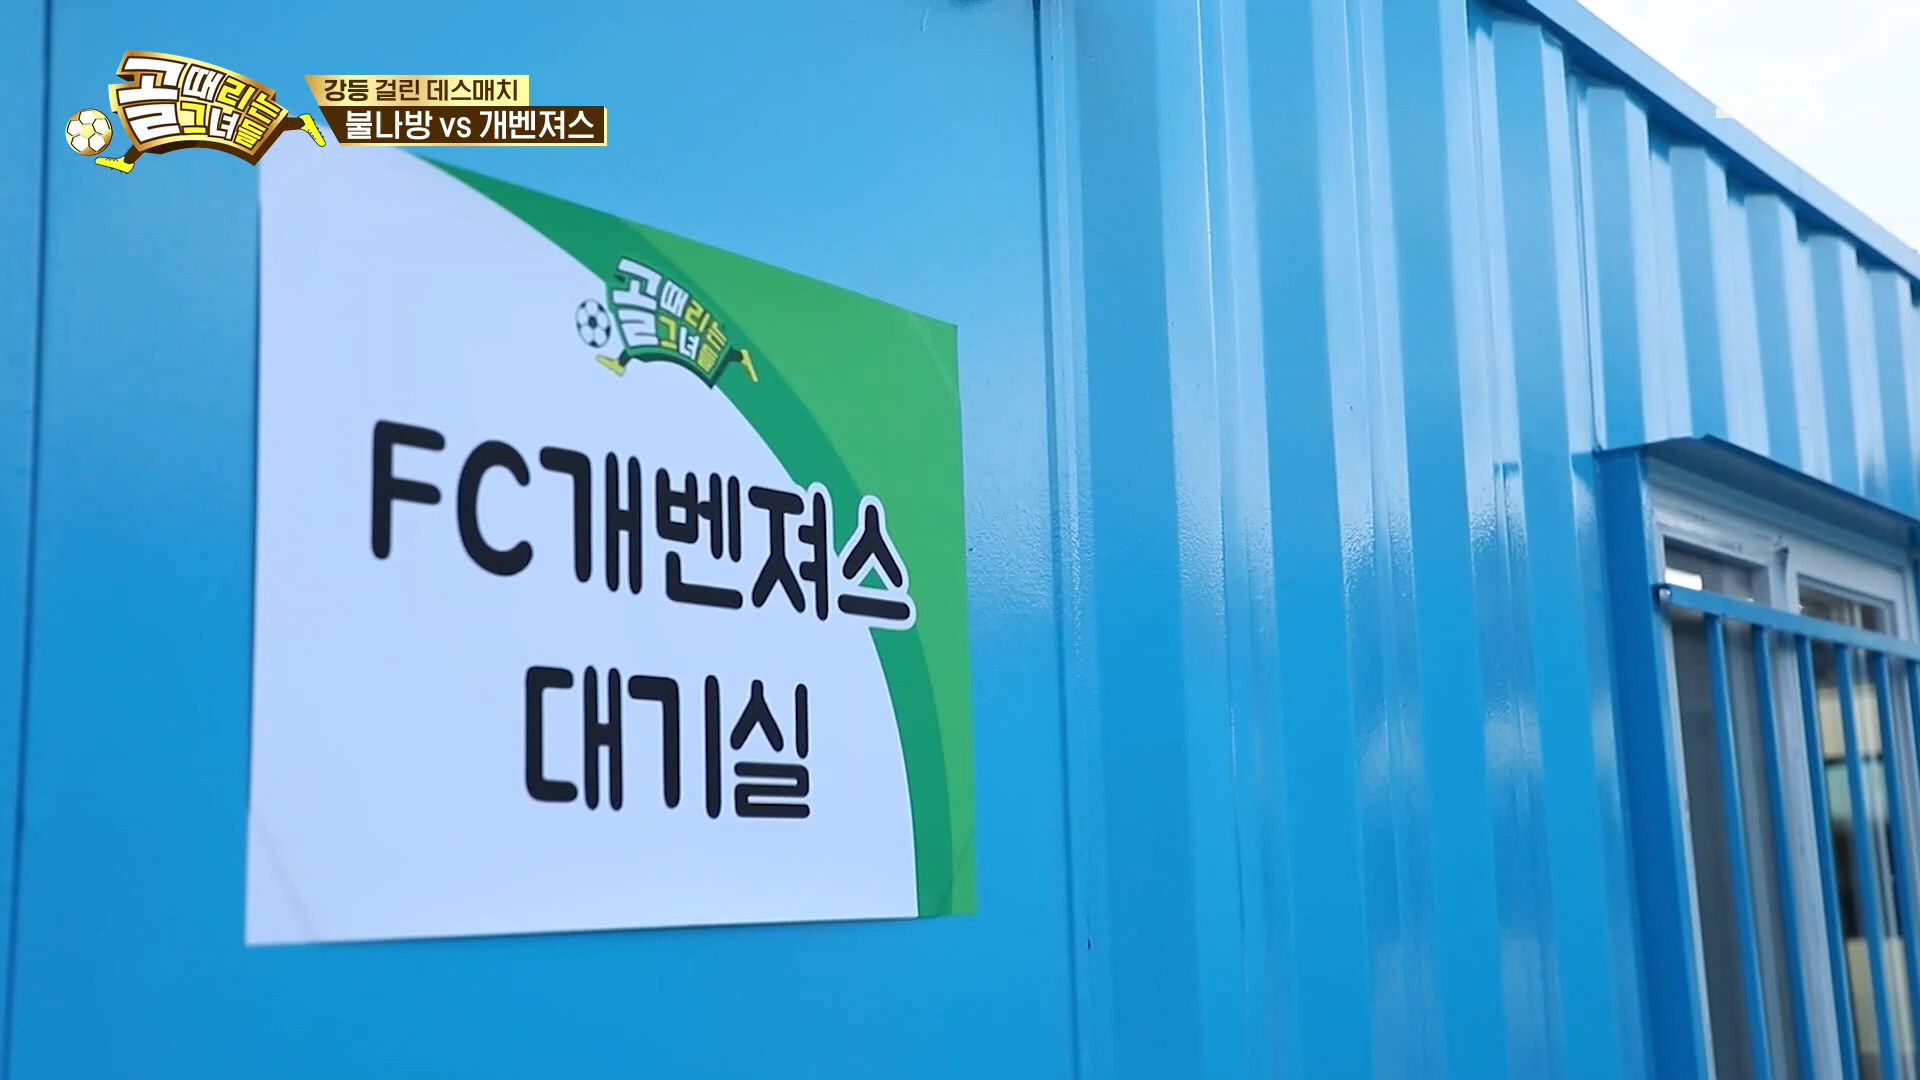 골때리는
그녀들
강등 걸린 데스매치
불나방 vs 개벤져스
골때리는
그녀들
FC개벤져스
대기실